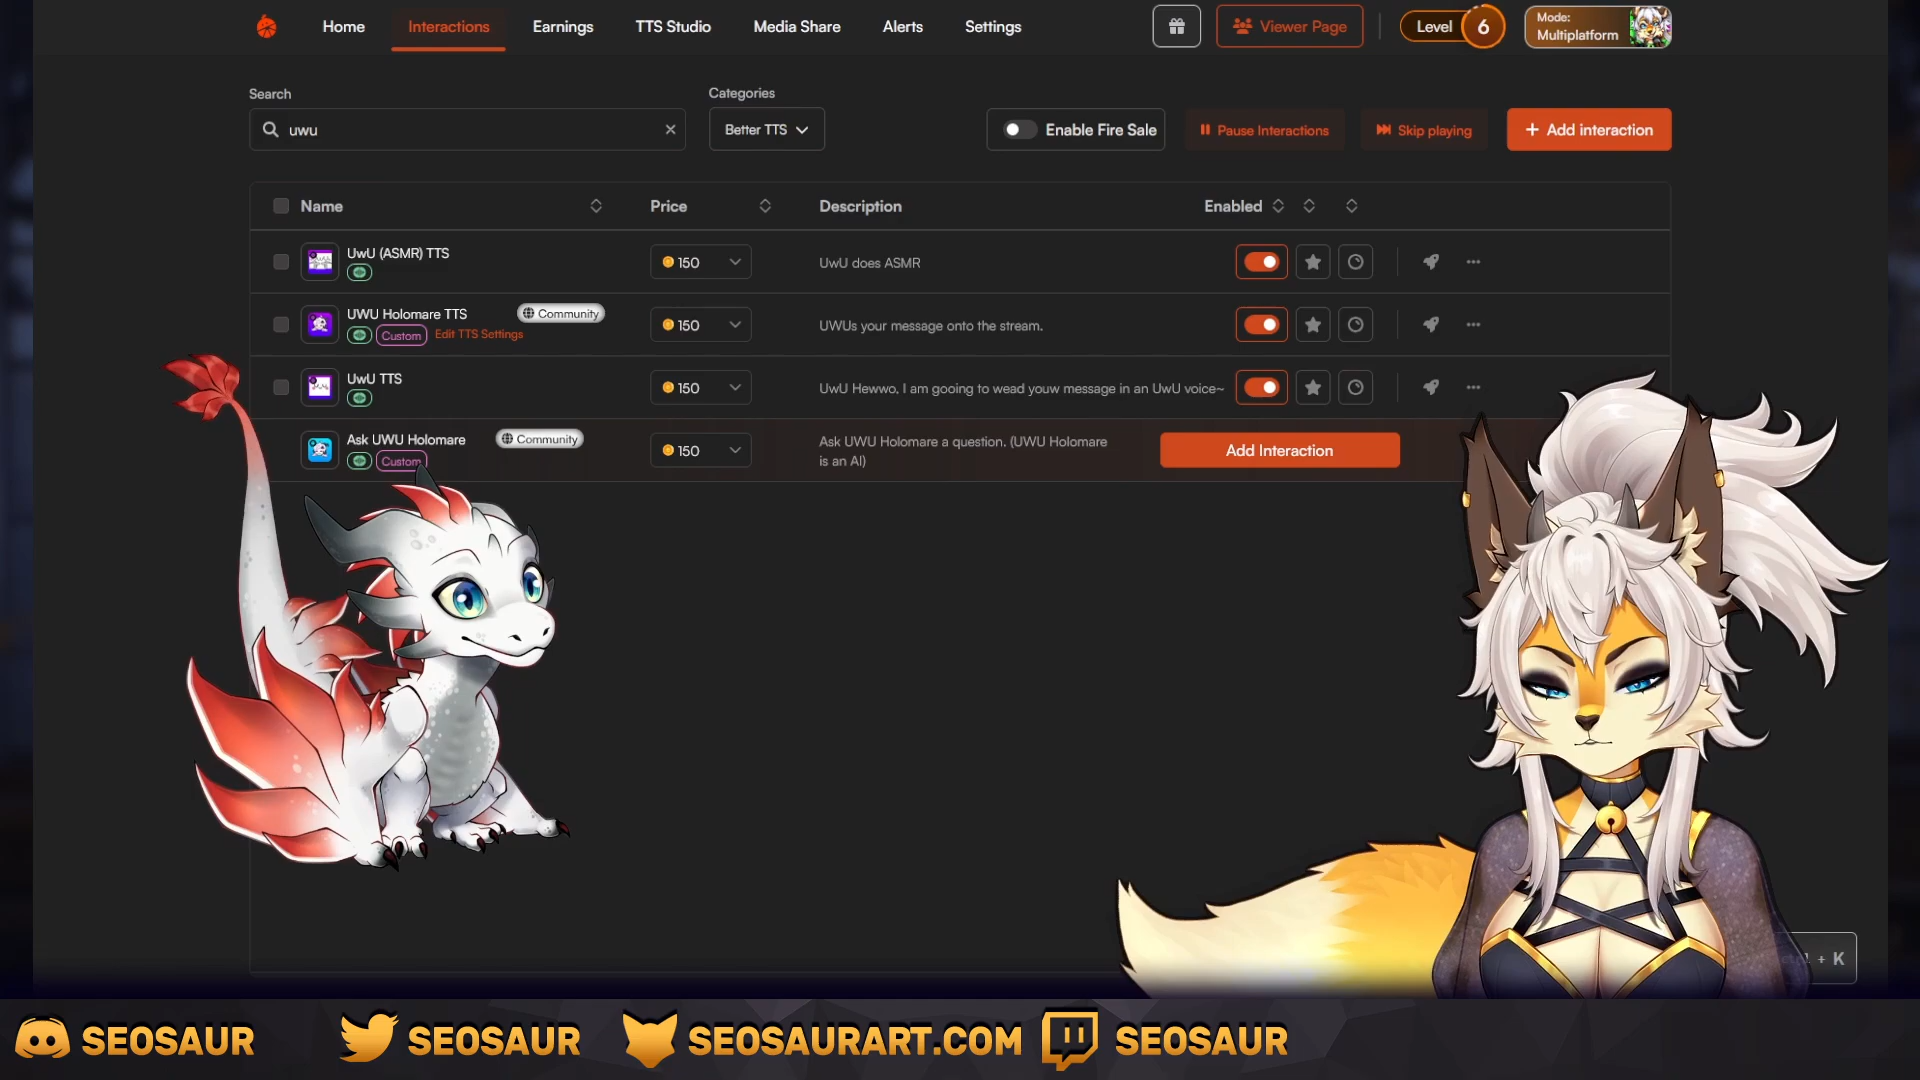 Home Interactions Earnings TTS Studio Media Share Alerts Settings Viewer Page Level 6 Mode: Multiplatform
Search
Categories
uwu
Better TTS
Enable Fire Sale
Pause Interactions
Skip playing
Add interaction
Name Price Description Enabled
UwU (ASMR) TTS
150
UwU does ASMR
UWU Holomare TTS
Community
Custom
Edit TTS Settings
150
UWUs your message onto the stream.
UwU TTS
150
UwU Hewwo, I am gooing to wead youw message in an UwU voice~
Ask UWU Holomare
Community
Custom
150
Ask UWU Holomare a question. (UWU Holomare
is an AI)
Add Interaction
+ K
SEOSAUR SEOSAUR SEOSAURART.COM SEOSAUR